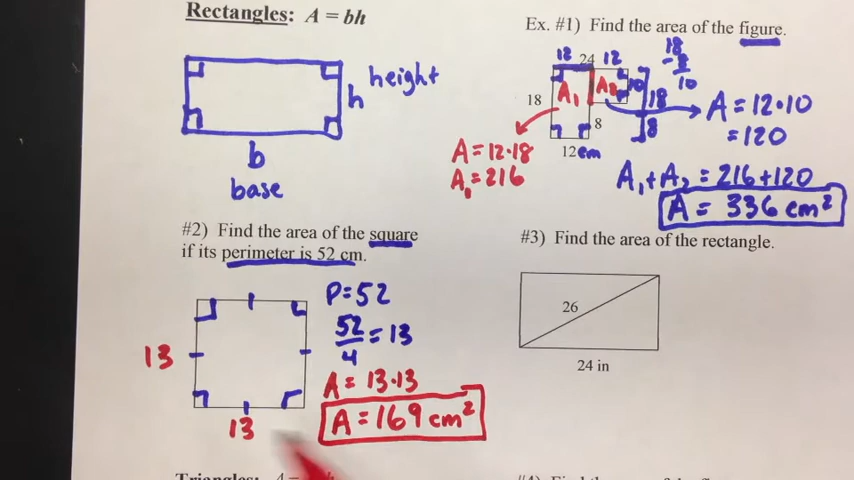 Rectangles: A = bh
height
h
b
base
Ex. #1) Find the area of the figure.
12 24 12
18
- 8
10
18
A₁
A₂
10
18
8
8
12cm
A = 12·18
A₁ = 216
A = 12·10
= 120
A₁ + A₂ = 216 + 120
A = 336 cm²
#2) Find the area of the square
if its perimeter is 52 cm.
13
13
P = 52
52/4 = 13
A = 13·13
A = 169 cm²
#3) Find the area of the rectangle.
26
24 in
Triangles: A =